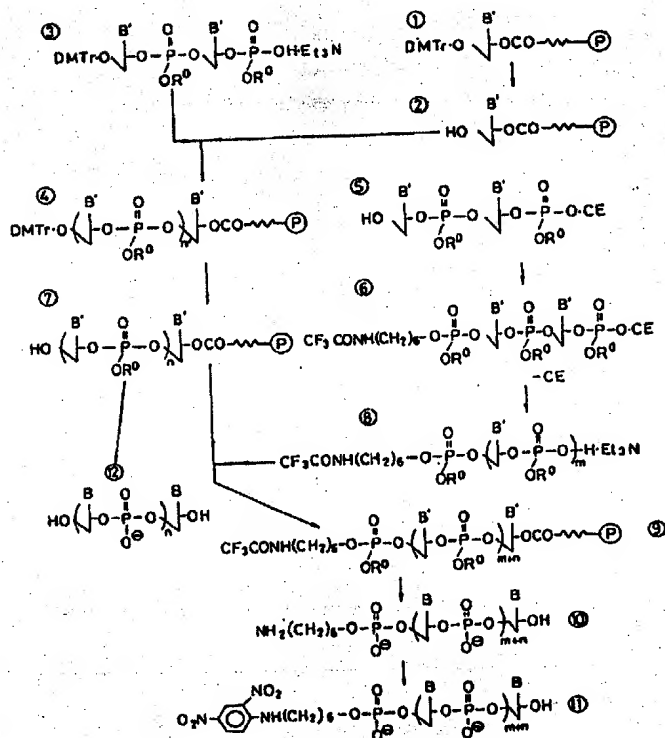 ③ B' O B' O
DMTr-O -O-P-O -O-P-OH·Et3N
OR⁰ OR⁰
① B'
DMTr-O -OCO- P
② B'
HO -OCO- P
④ B' O B'
DMTr-O( -O-P-O )n -OCO- P
OR⁰
⑤ B' O B' O
HO -O-P-O -O-P-O-CE
OR⁰ OR⁰
⑦ B' O B'
HO( -O-P-O )n -OCO- P
OR⁰
⑥ O B' O B' O
CF3CONH(CH2)6-O-P-O -O-P-O -O-P-O-CE
OR⁰ OR⁰ OR⁰
-CE
⑧ O B' O
CF3CONH(CH2)6-O-P-O( -O-P-O )m H·Et3N
OR⁰ OR⁰
⑫
B O B
HO( -O-P-O )n -OH
O⊖
O B' O B' ⑨
CF3CONH(CH2)6-O-P-O( -O-P-O )m+n -OCO- P
OR⁰ OR⁰
O B O B
NH2(CH2)6-O-P-O( -O-P-O )m+n -OH ⑩
O⊖ O⊖
NO2 O B O B
O2N- -NH(CH2)6-O-P-O( -O-P-O )m+n -OH ⑪
O⊖ O⊖